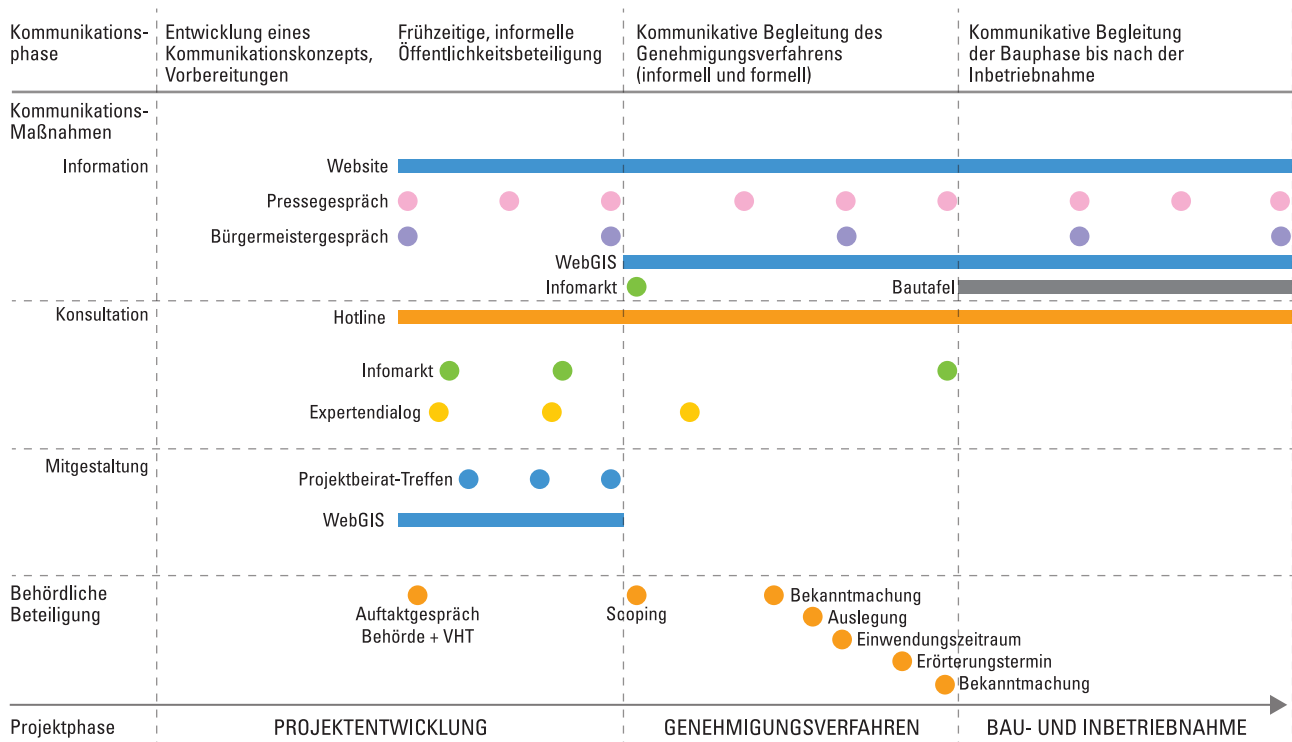 Kommunikations-
phase
Entwicklung eines
Kommunikationskonzepts,
Vorbereitungen
Frühzeitige, informelle
Öffentlichkeitsbeteiligung
Kommunikative Begleitung des
Genehmigungsverfahrens
(informell und formell)
Kommunikative Begleitung
der Bauphase bis nach der
Inbetriebnahme
Kommunikations-
Maßnahmen
Information
Website
Pressegespräch
Bürgermeistergespräch
WebGIS
Infomarkt
Bautafel
Konsultation
Hotline
Infomarkt
Expertendialog
Mitgestaltung
Projektbeirat-Treffen
WebGIS
Behördliche
Beteiligung
Auftaktgespräch
Behörde + VHT
Scoping
Bekanntmachung
Auslegung
Einwendungszeitraum
Erörterungstermin
Bekanntmachung
Projektphase
PROJEKTENTWICKLUNG
GENEHMIGUNGSVERFAHREN
BAU- UND INBETRIEBNAHME